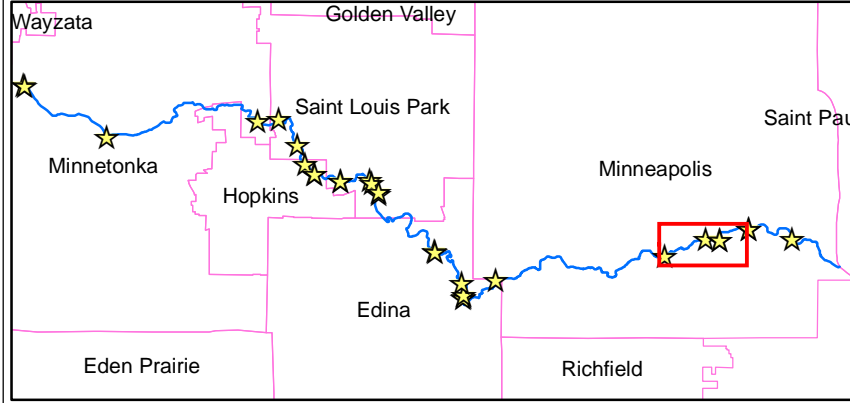 Golden Valley
Wayzata
Saint Louis Park
Saint Pau
Minnetonka
Minneapolis
Hopkins
Edina
Eden Prairie
Richfield